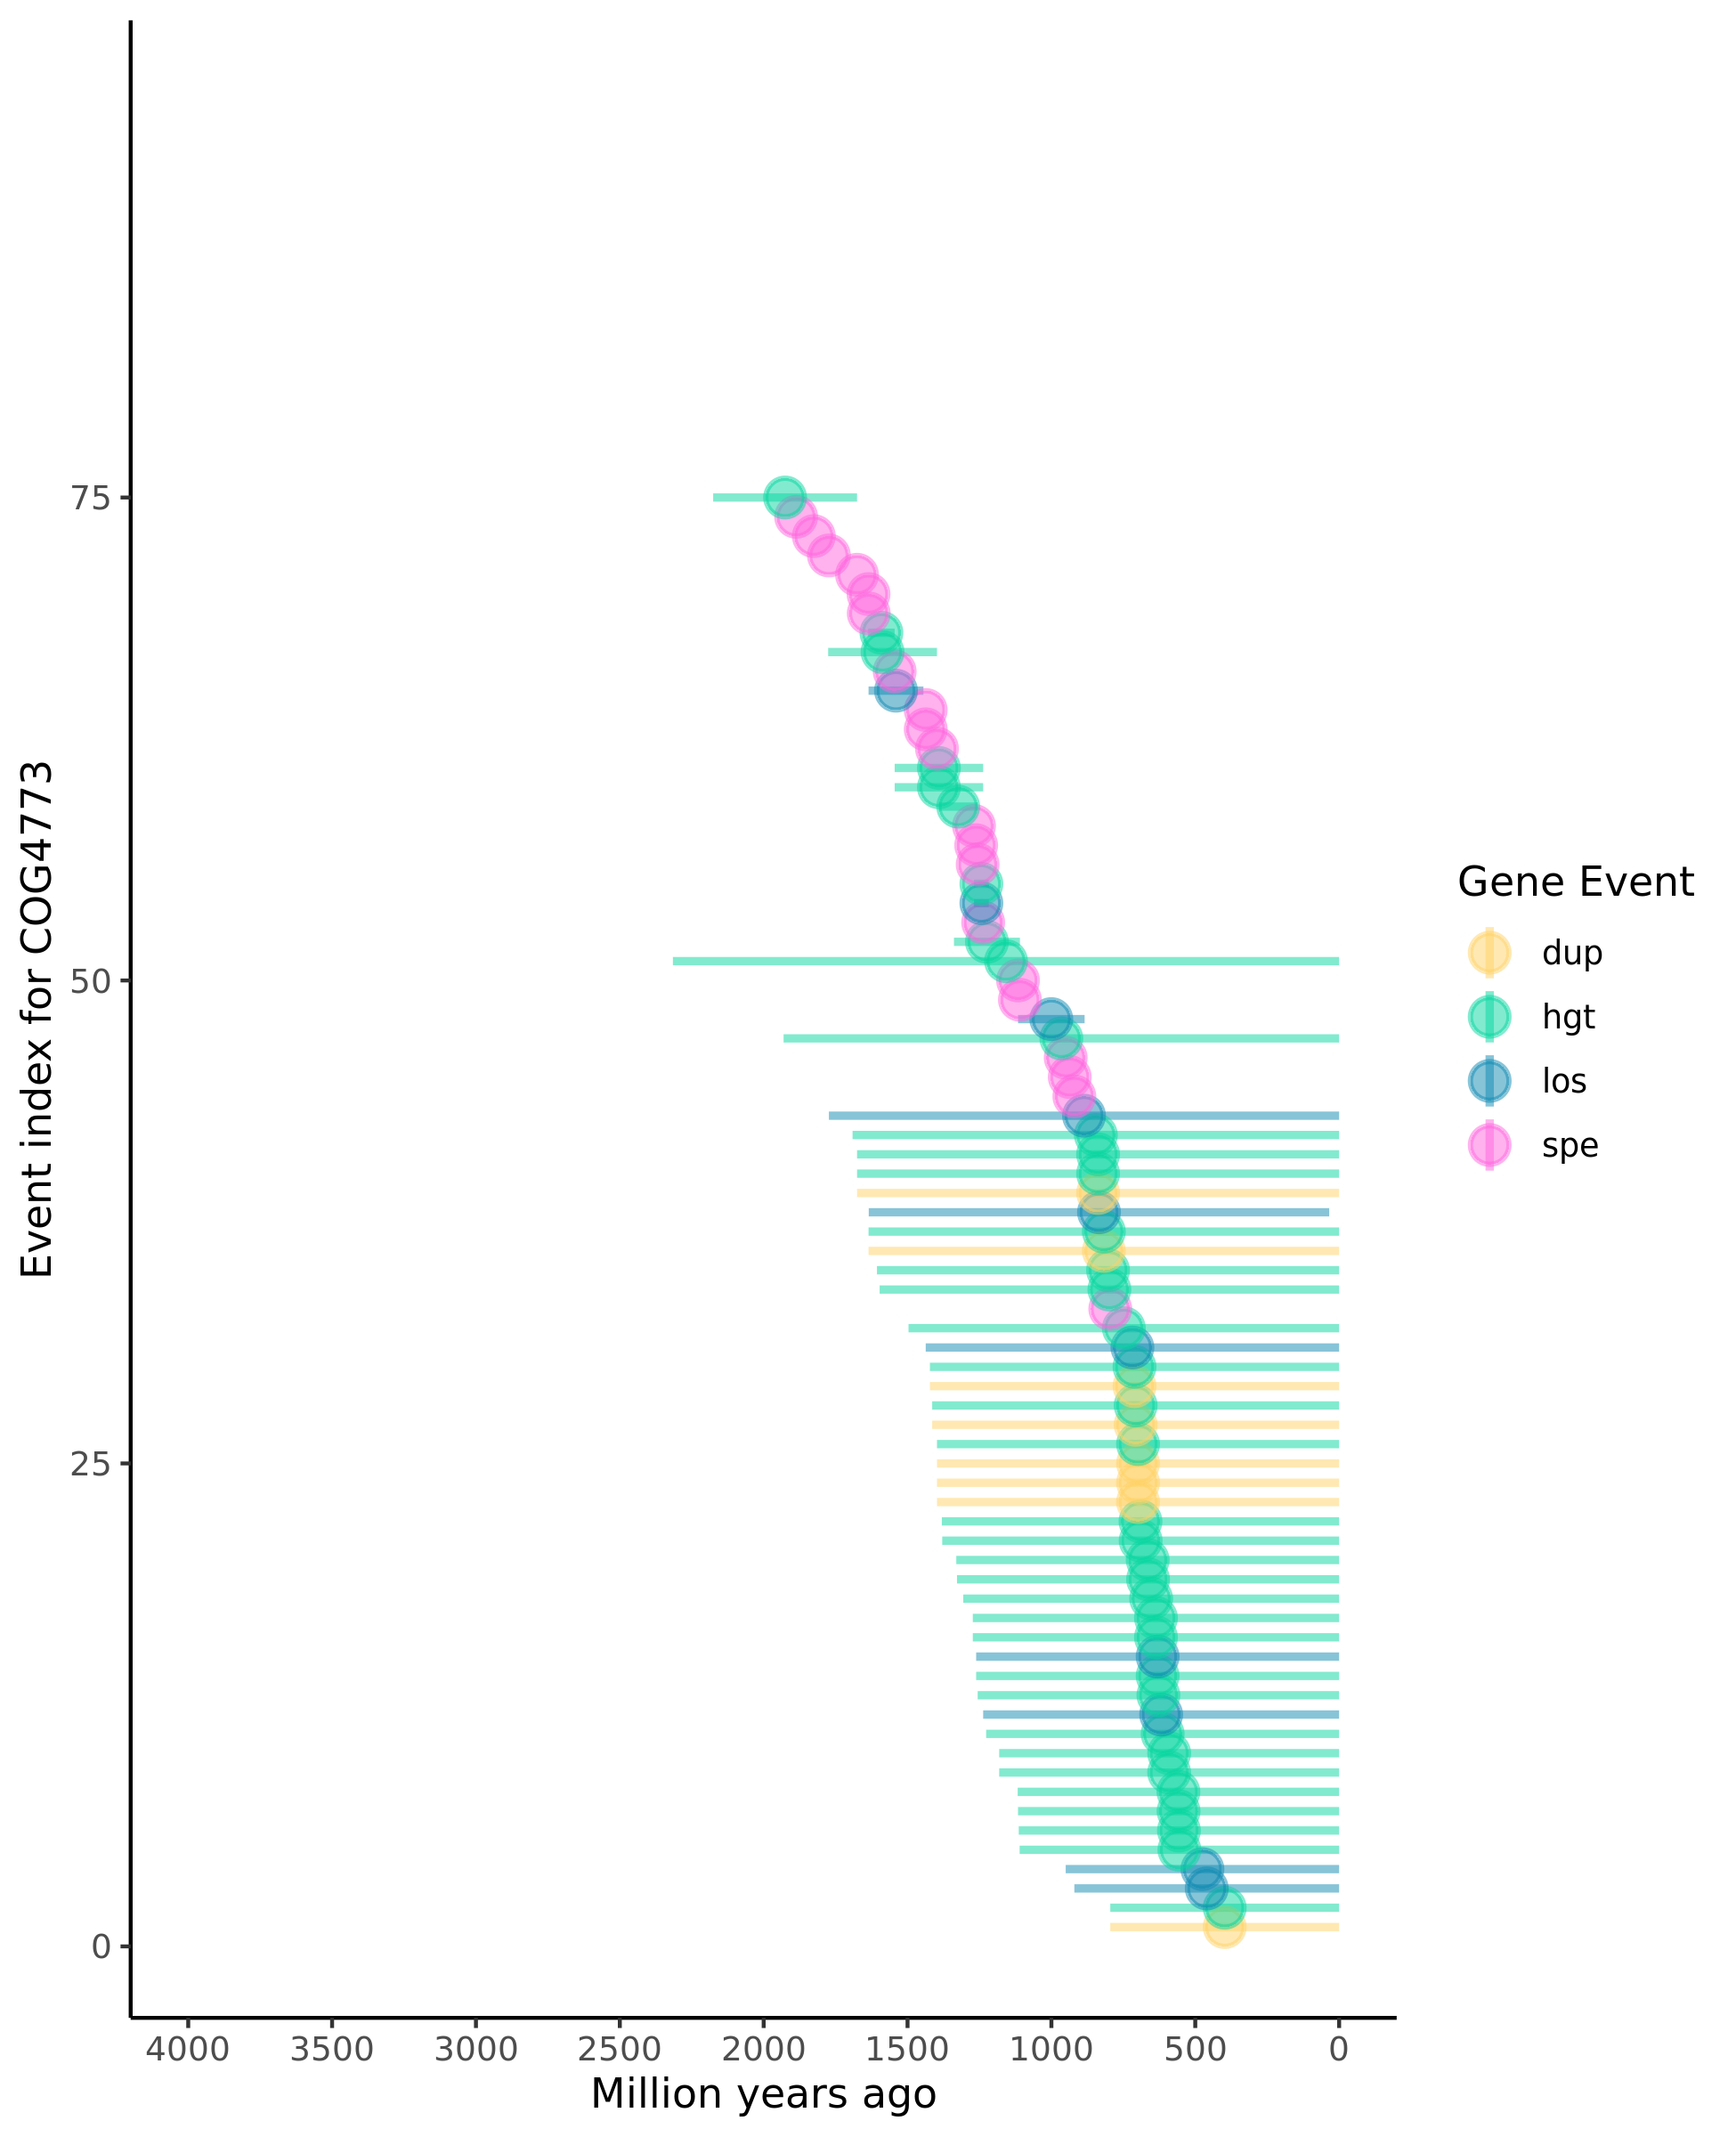 Event index for COG4773
75
50
25
0
4000 3500 3000 2500 2000 1500 1000 500 0
Million years ago
Gene Event
dup
hgt
los
spe